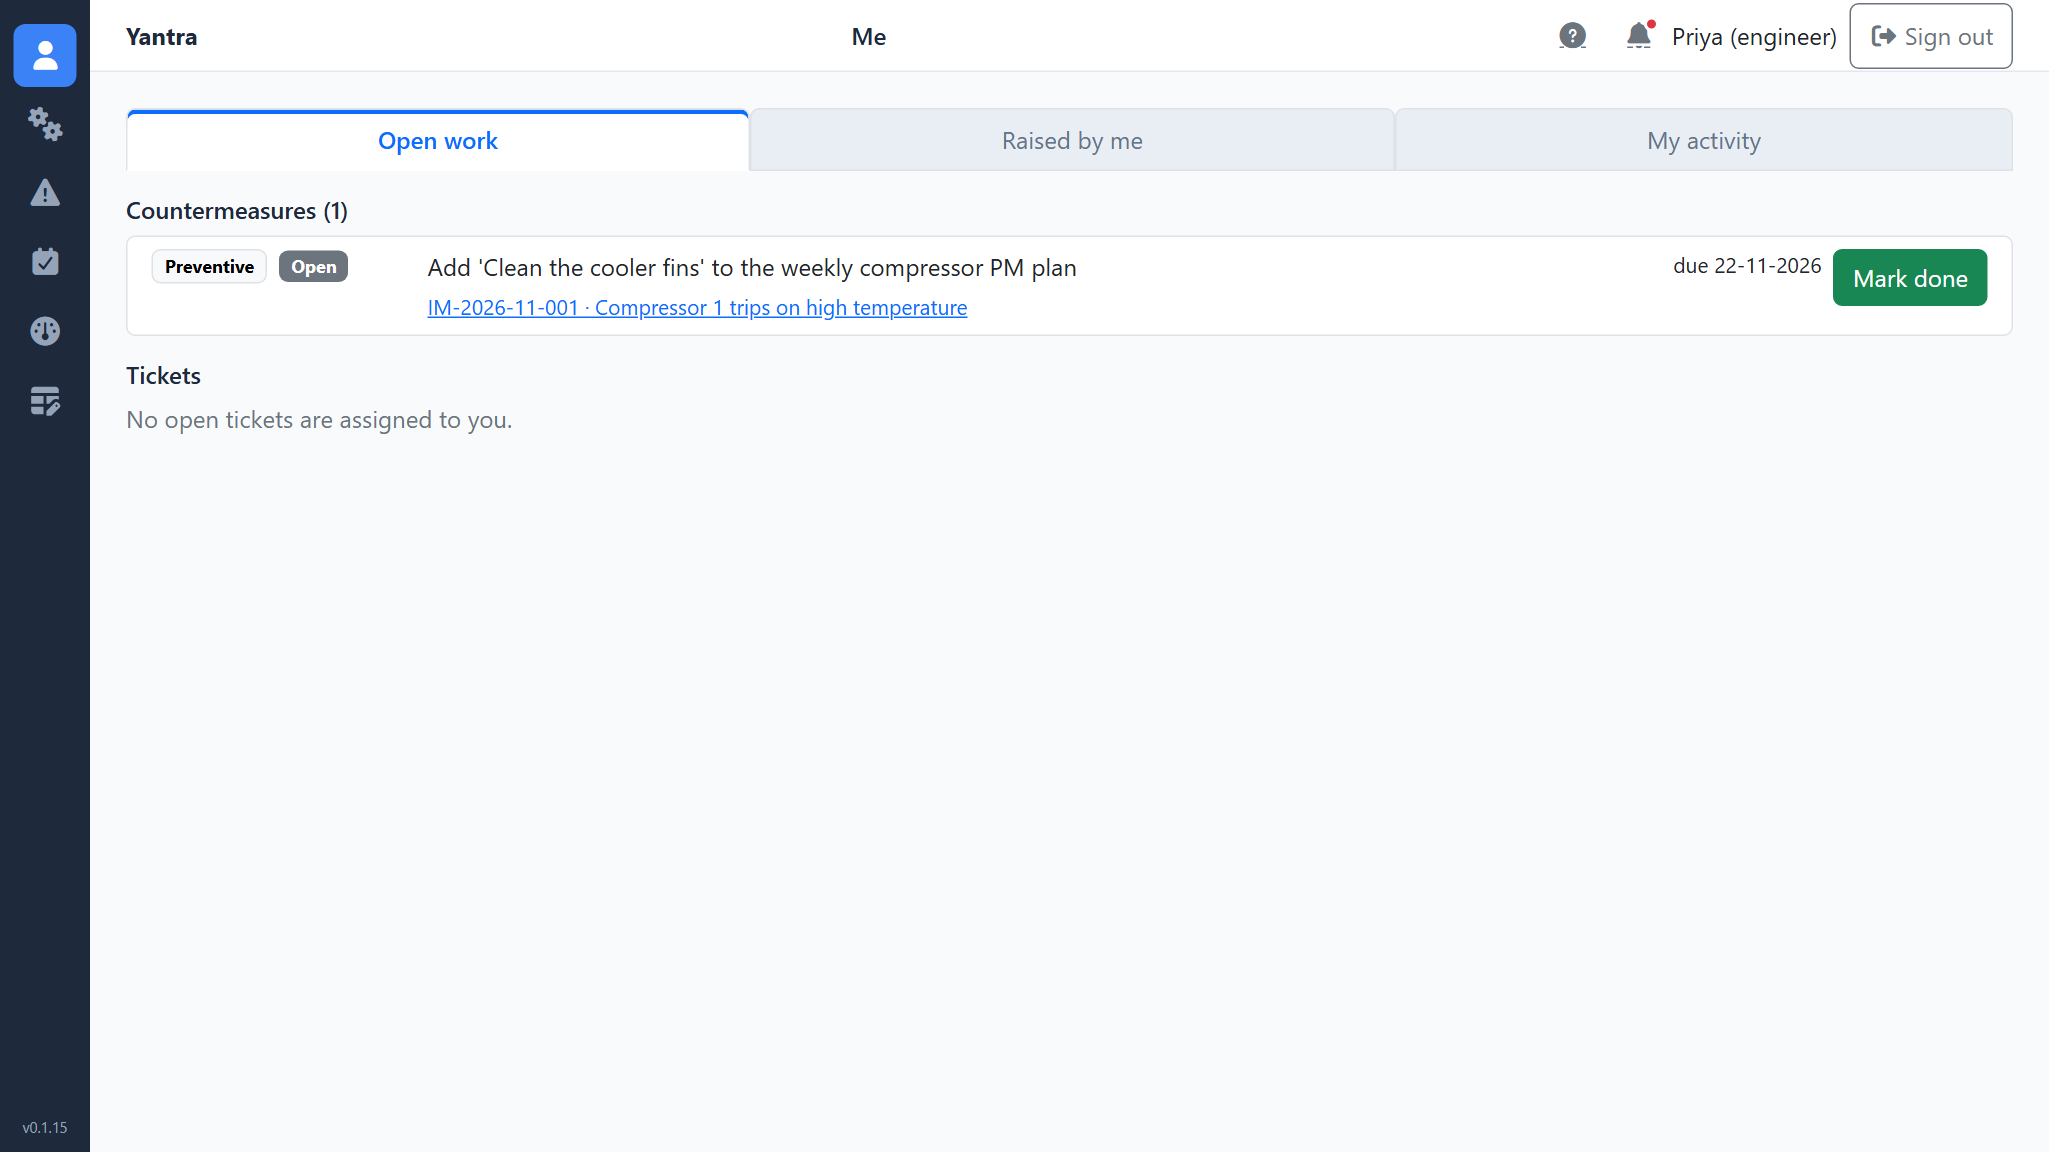 Yantra
Me
Priya (engineer)
Sign out
Open work
Raised by me
My activity
Countermeasures (1)
Preventive
Open
Add 'Clean the cooler fins' to the weekly compressor PM plan
due 22-11-2026
Mark done
IM-2026-11-001 · Compressor 1 trips on high temperature
Tickets
No open tickets are assigned to you.
v0.1.15